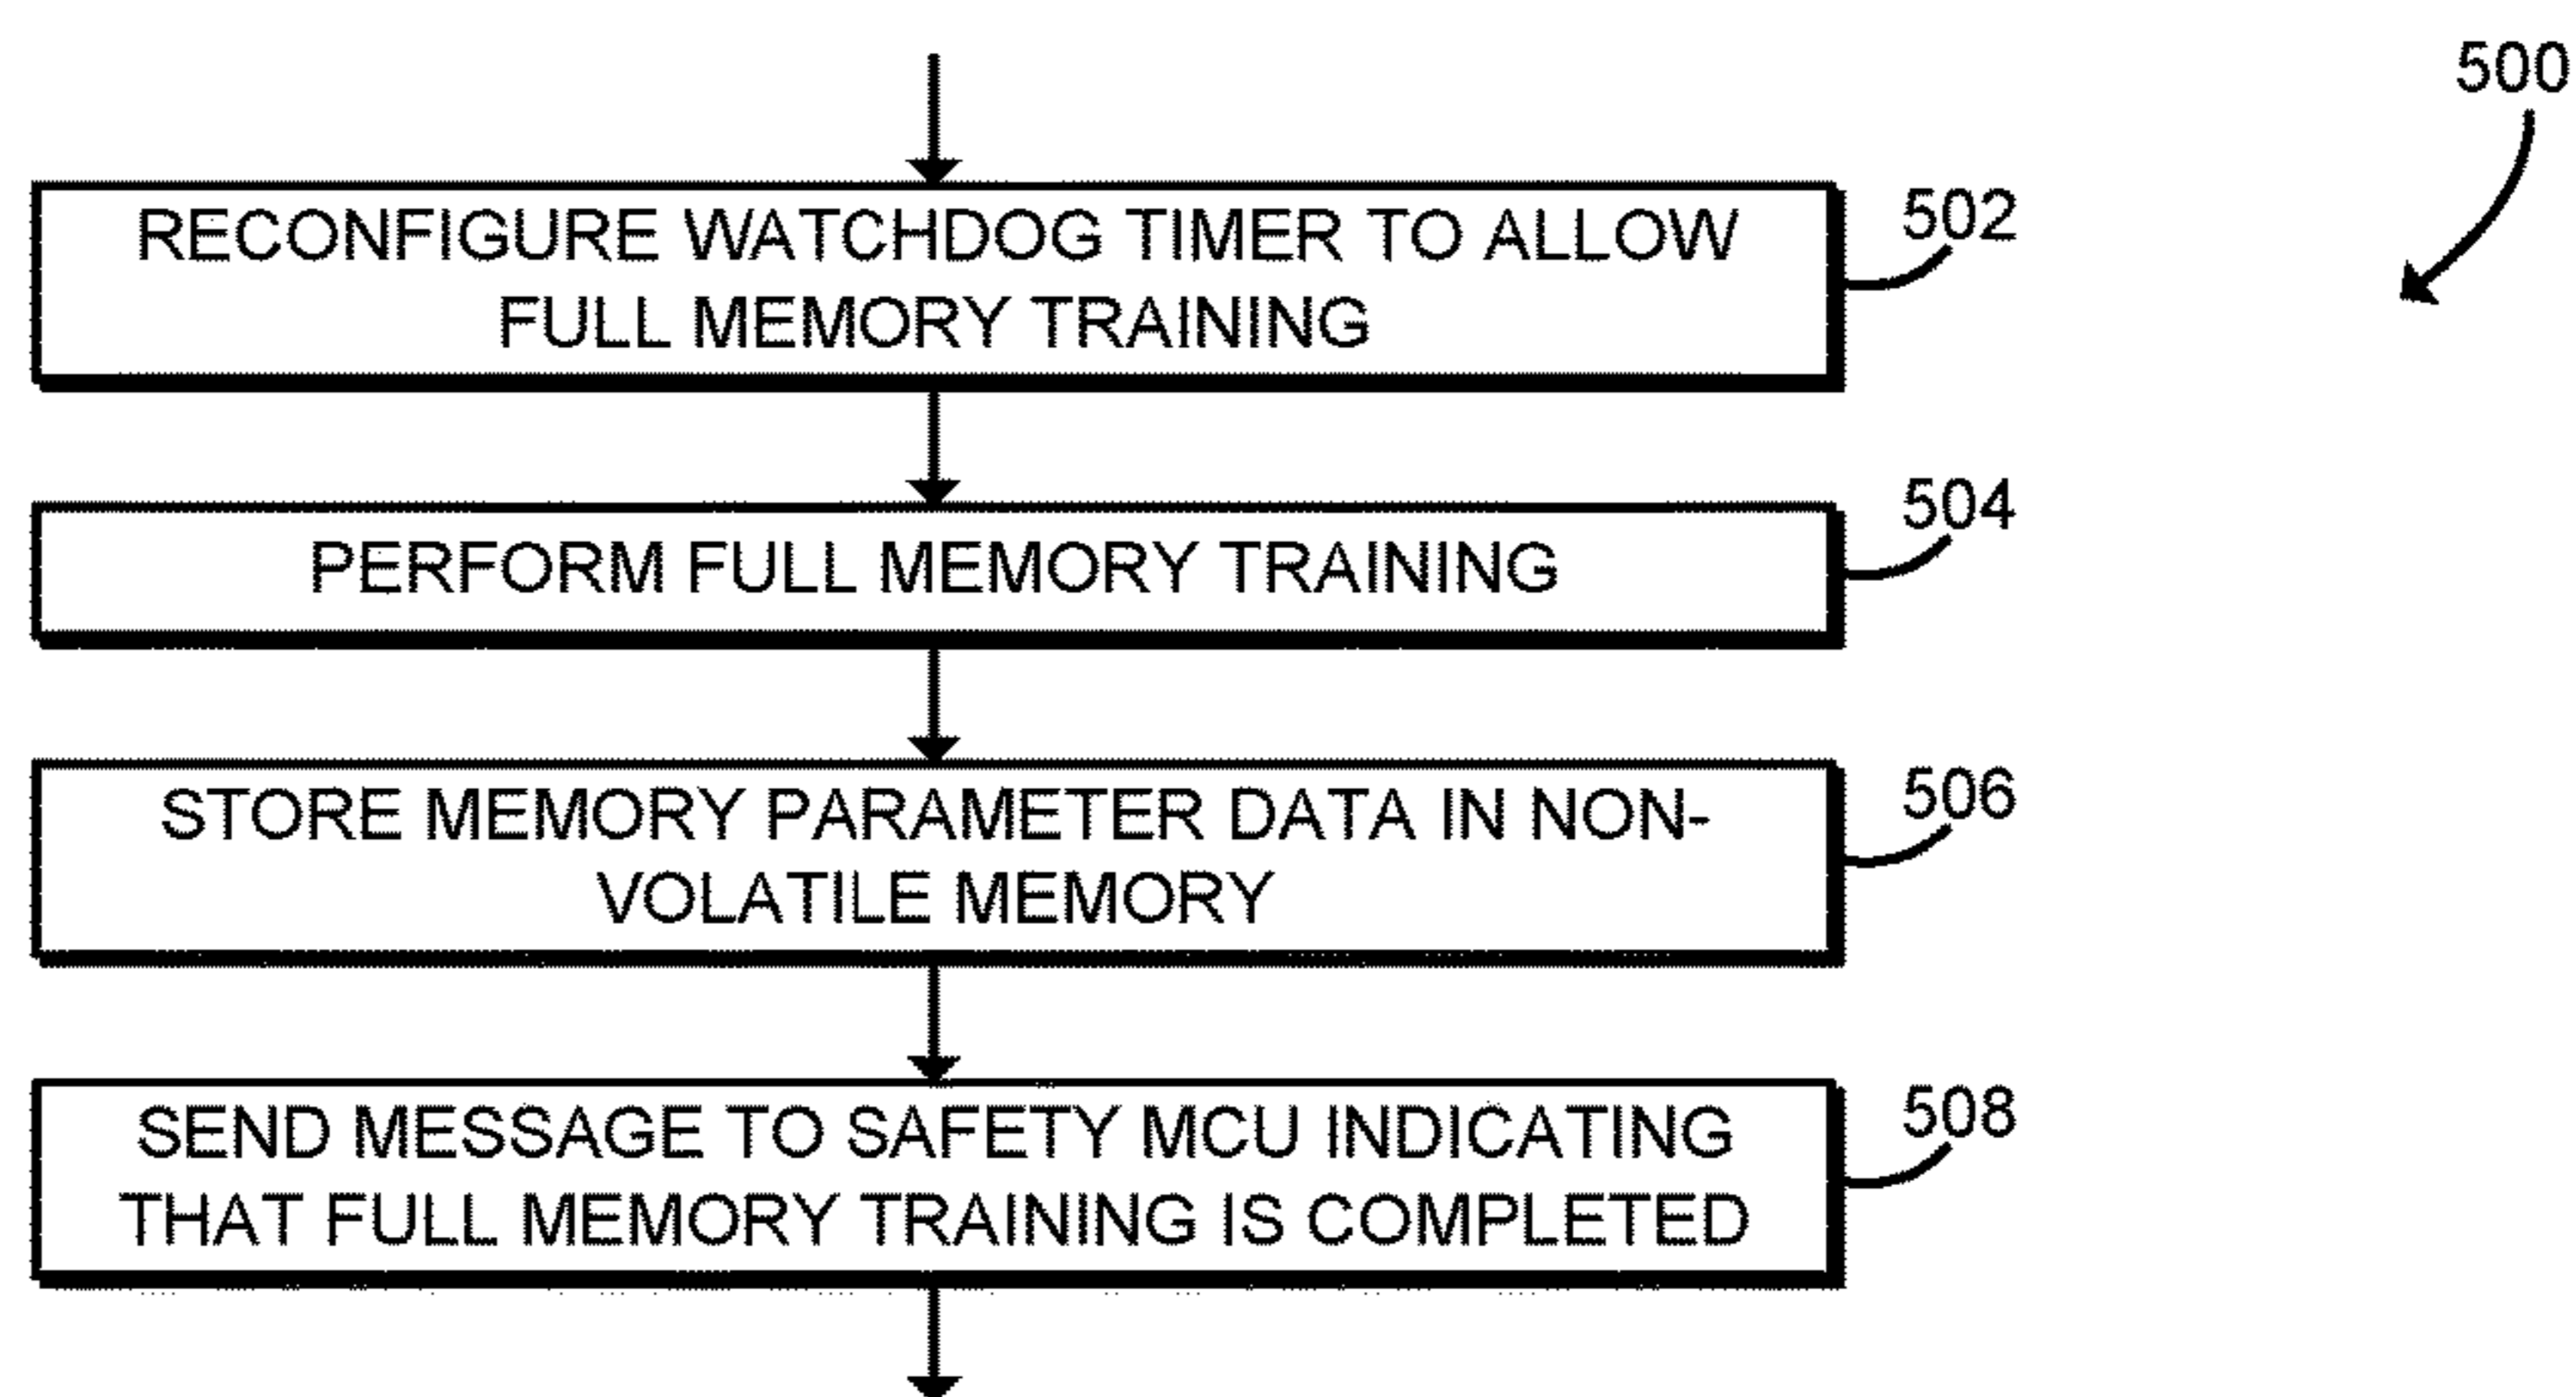 500
RECONFIGURE WATCHDOG TIMER TO ALLOW
FULL MEMORY TRAINING
502
PERFORM FULL MEMORY TRAINING
504
STORE MEMORY PARAMETER DATA IN NON-
VOLATILE MEMORY
506
SEND MESSAGE TO SAFETY MCU INDICATING
THAT FULL MEMORY TRAINING IS COMPLETED
508